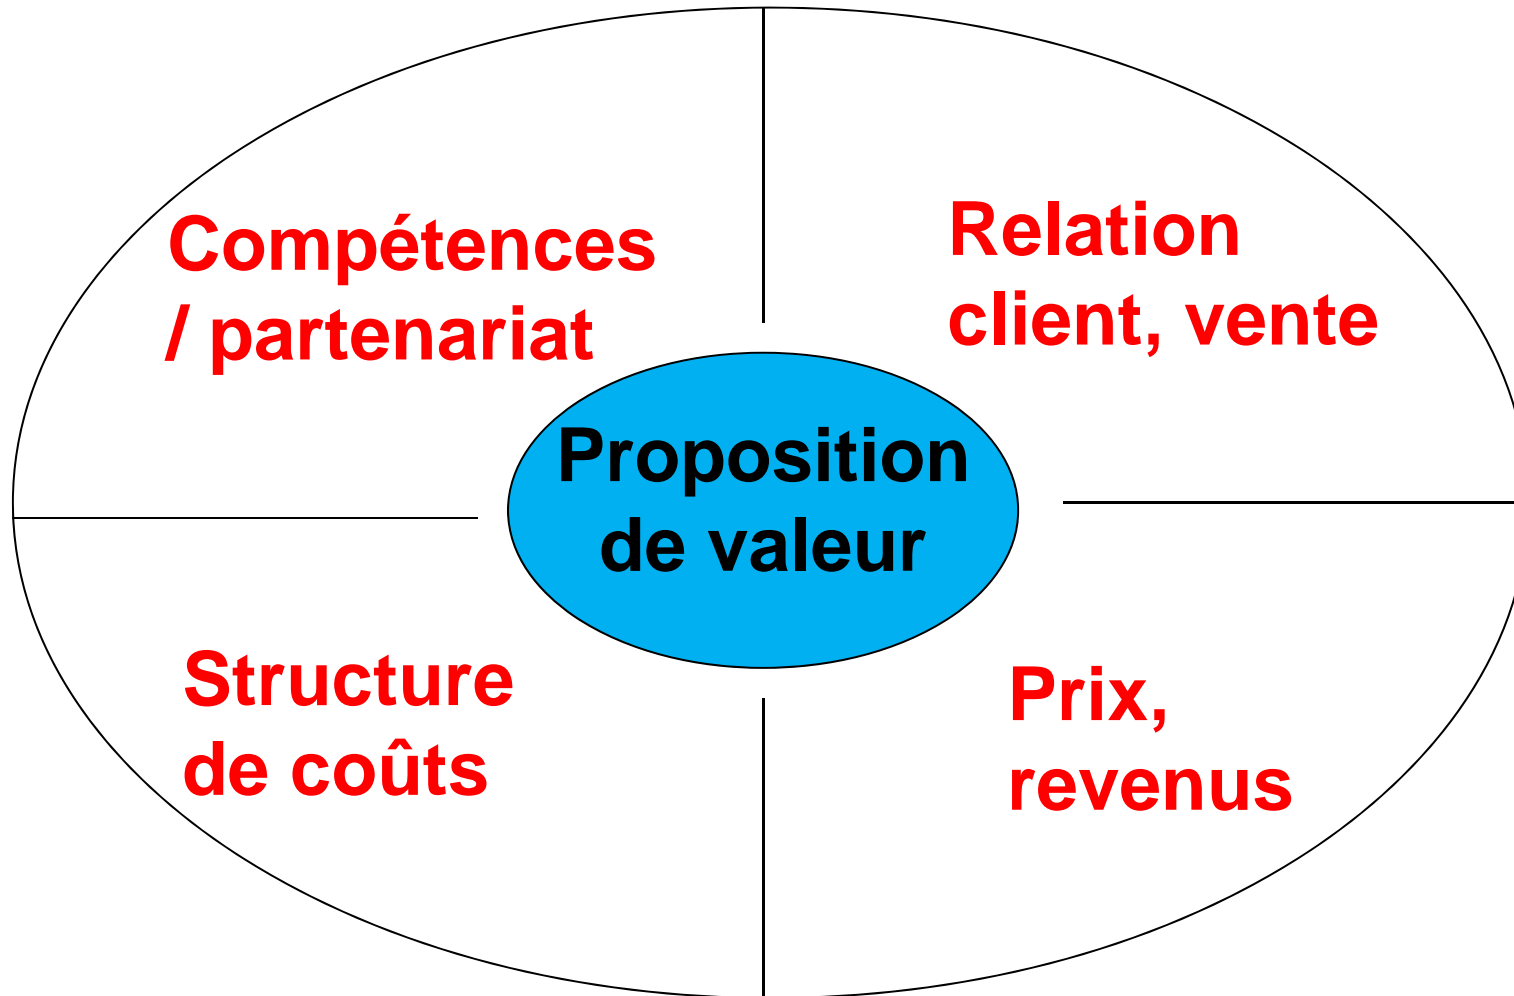 Compétences
/ partenariat
Relation
client, vente
Proposition
de valeur
Structure
de coûts
Prix,
revenus